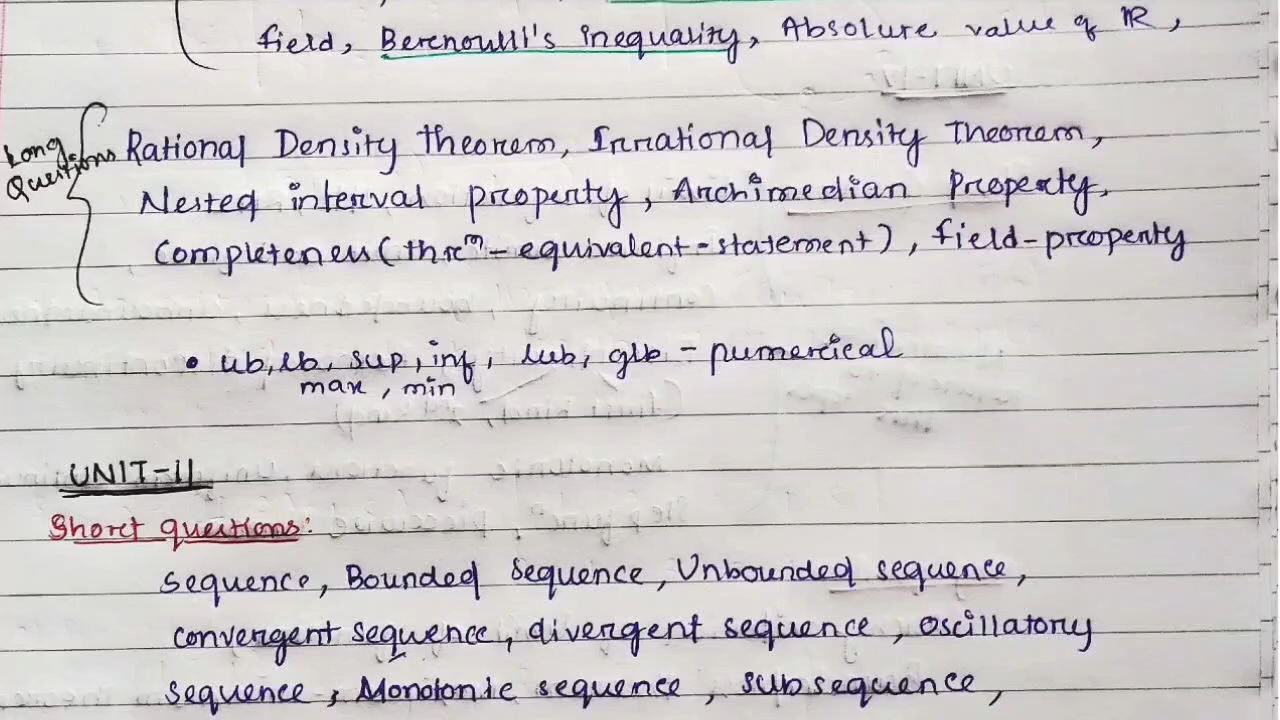 field, Berenoulli's inequality, Absolure value of ℝ,
Long Questions
Rational Density theorem, Irrational Density Theorem,
Nested interval property, Archimedian Property,
Completeness (thrm - equivalent - statement), field-property
• ub, lb, sup, inf, lub, glb - numerical
max, min
UNIT-II
Short questions:
sequence, Bounded sequence, Unbounded sequence,
convergent sequence, divergent sequence, oscillatory
sequence, Monotonic sequence, subsequence,